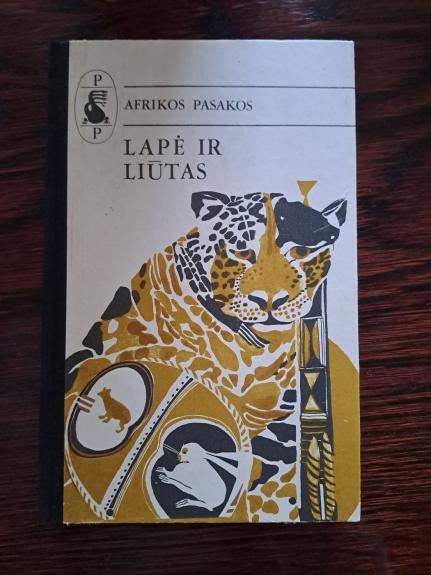 P
AFRIKOS PASAKOS
P
LAPĖ IR
LIŪTAS